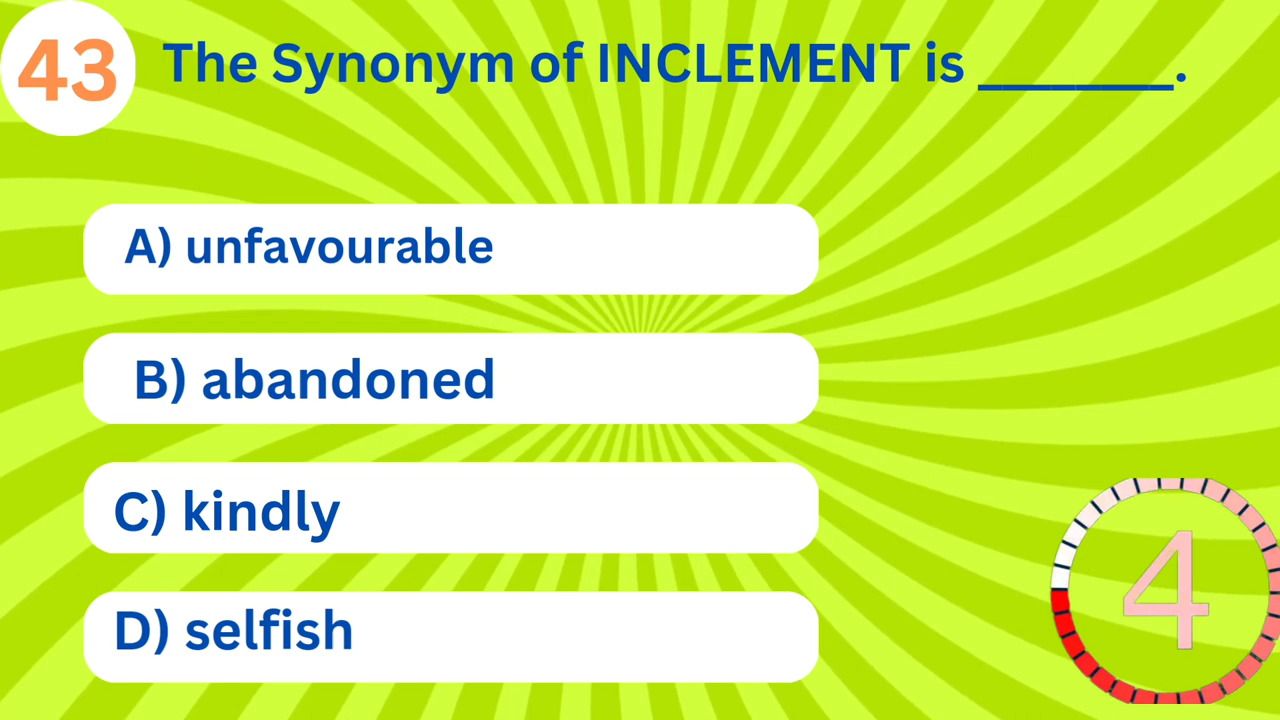 43 The Synonym of INCLEMENT is ________.
A) unfavourable
B) abandoned
C) kindly
D) selfish
4